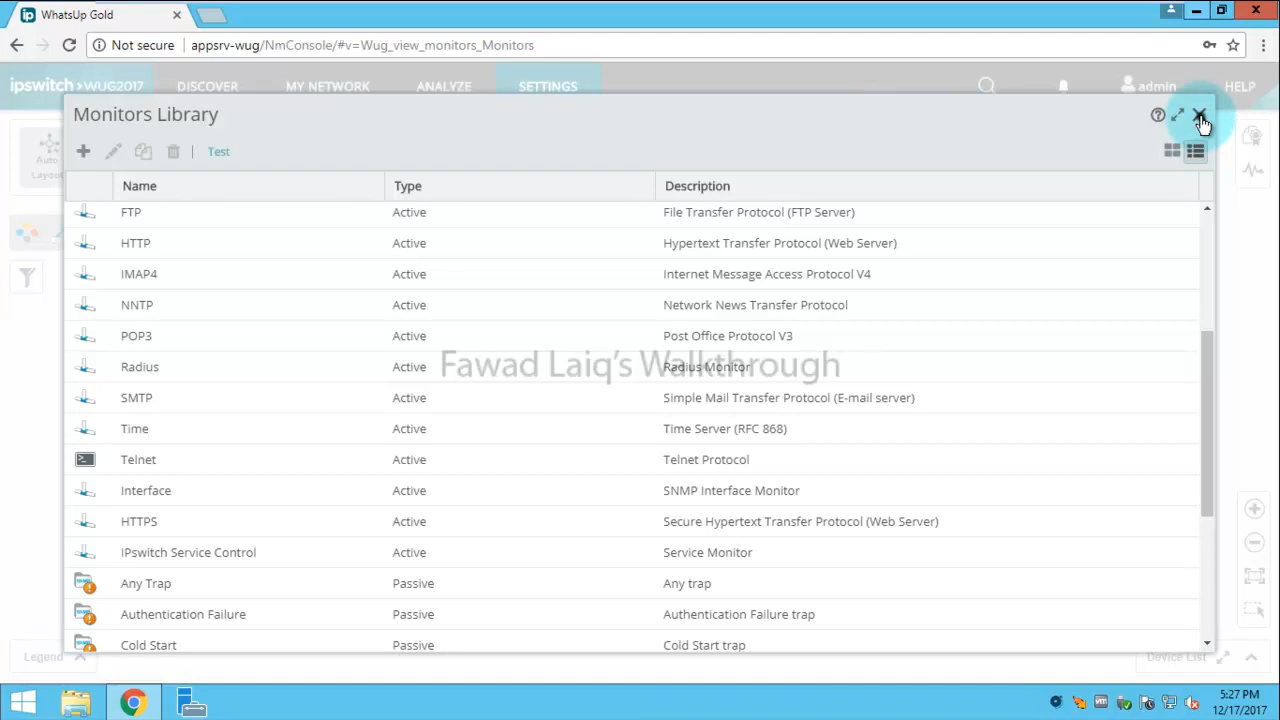 WhatsUp Gold
Not secure appsrv-wug/NmConsole/#v=Wug_view_monitors_Monitors
ipswitch WUG2017 DISCOVER MY NETWORK ANALYZE SETTINGS admin HELP
Monitors Library
Test
Auto
Layout
Name Type Description
FTP Active File Transfer Protocol (FTP Server)
HTTP Active Hypertext Transfer Protocol (Web Server)
IMAP4 Active Internet Message Access Protocol V4
NNTP Active Network News Transfer Protocol
POP3 Active Post Office Protocol V3
Radius Active Radius Monitor
Fawad Laiq's Walkthrough
SMTP Active Simple Mail Transfer Protocol (E-mail server)
Time Active Time Server (RFC 868)
Telnet Active Telnet Protocol
Interface Active SNMP Interface Monitor
HTTPS Active Secure Hypertext Transfer Protocol (Web Server)
IPswitch Service Control Active Service Monitor
Any Trap Passive Any trap
Authentication Failure Passive Authentication Failure trap
Cold Start Passive Cold Start trap
Legend Device List
5:27 PM
12/17/2017